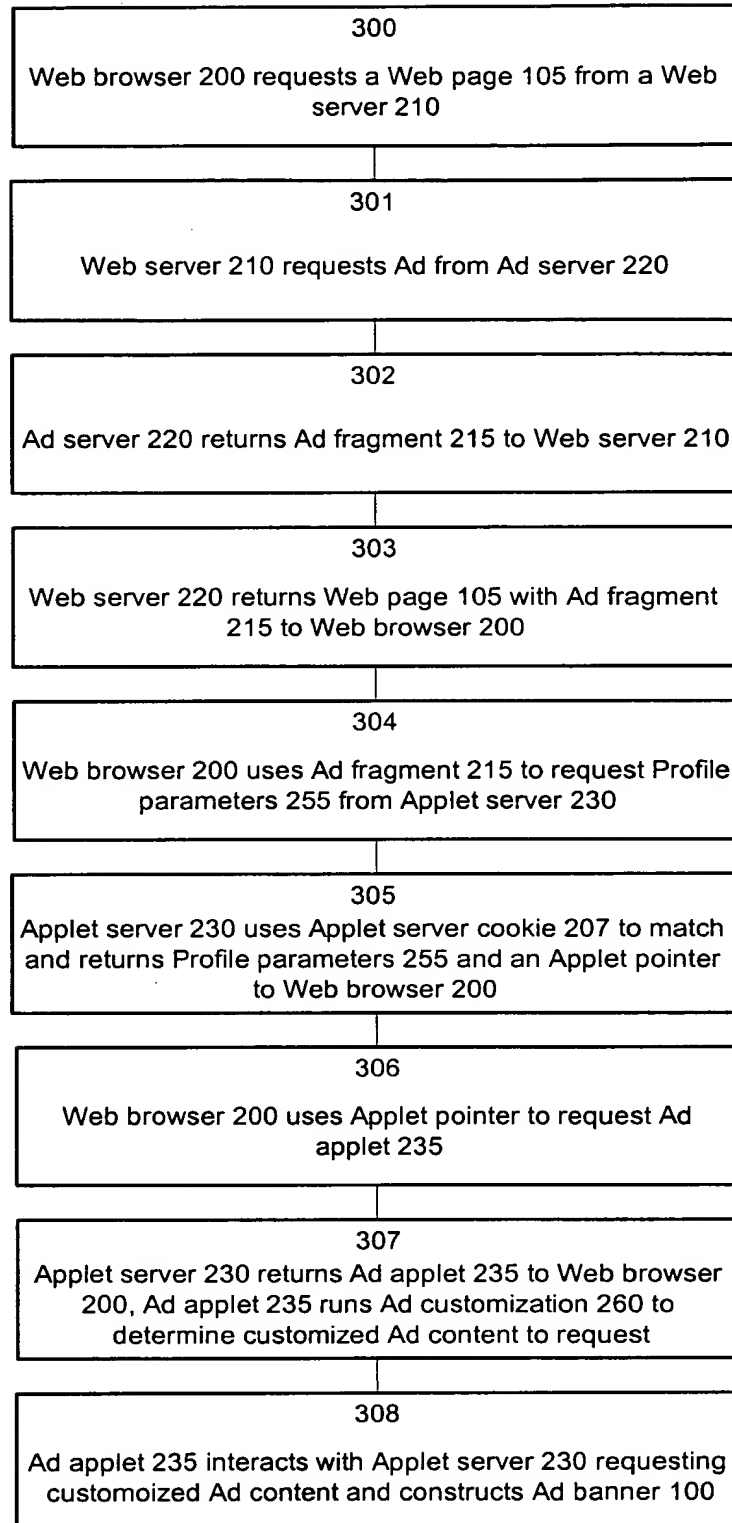 300
Web browser 200 requests a Web page 105 from a Web
server 210
301
Web server 210 requests Ad from Ad server 220
302
Ad server 220 returns Ad fragment 215 to Web server 210
303
Web server 220 returns Web page 105 with Ad fragment
215 to Web browser 200
304
Web browser 200 uses Ad fragment 215 to request Profile
parameters 255 from Applet server 230
305
Applet server 230 uses Applet server cookie 207 to match
and returns Profile parameters 255 and an Applet pointer
to Web browser 200
306
Web browser 200 uses Applet pointer to request Ad
applet 235
307
Applet server 230 returns Ad applet 235 to Web browser
200, Ad applet 235 runs Ad customization 260 to
determine customized Ad content to request
308
Ad applet 235 interacts with Applet server 230 requesting
customoized Ad content and constructs Ad banner 100